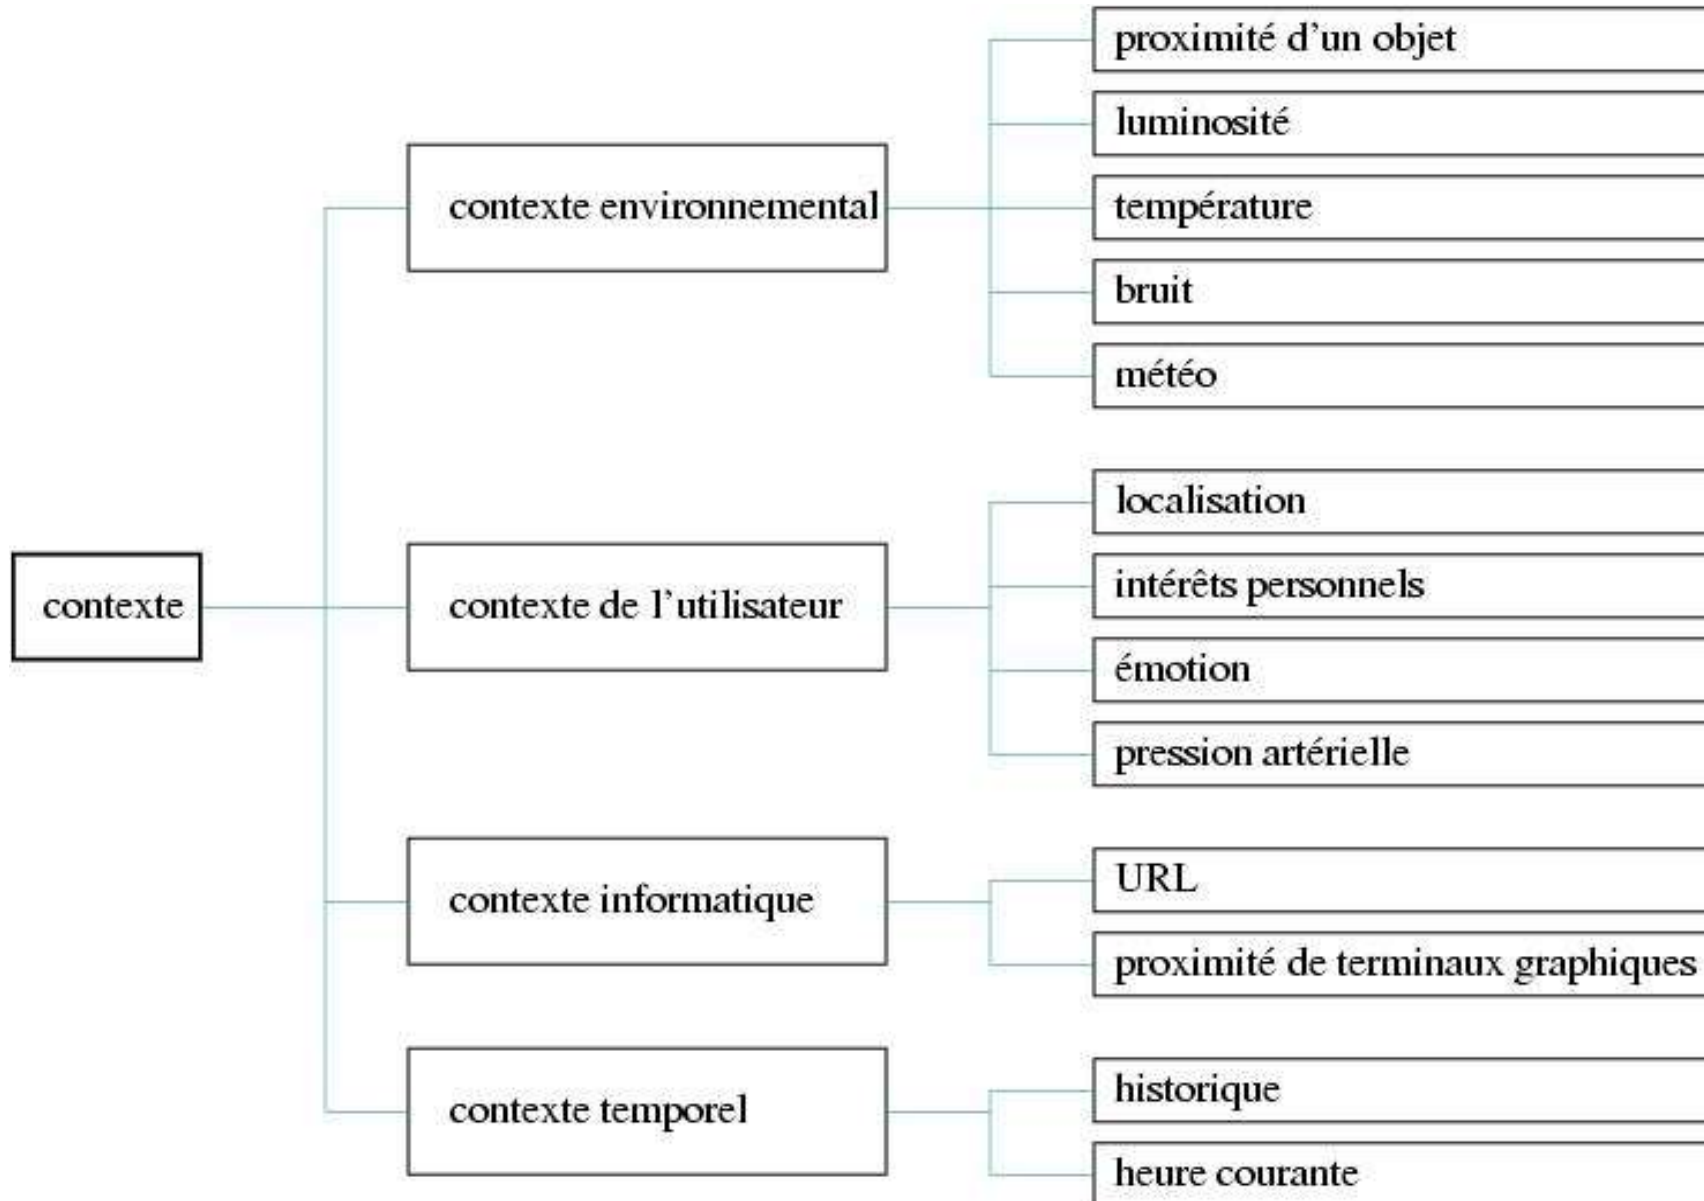 contexte
contexte environnemental
proximité d'un objet
luminosité
température
bruit
météo
contexte de l'utilisateur
localisation
intérêts personnels
émotion
pression artérielle
contexte informatique
URL
proximité de terminaux graphiques
contexte temporel
historique
heure courante